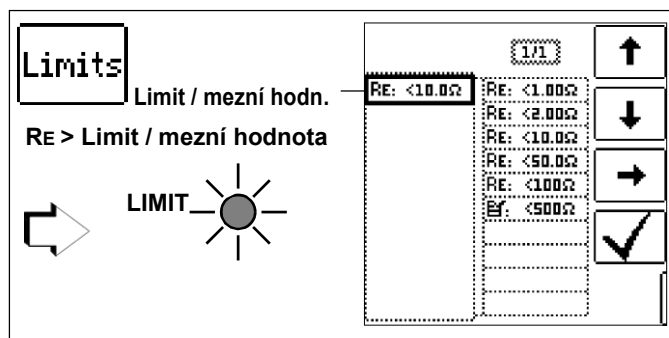 Limits
Limit / mezní hodn.
RE > Limit / mezní hodnota
LIMIT
1/1
RE: <10.0Ω
RE: <1.00Ω
RE: <2.00Ω
RE: <10.0Ω
RE: <50.0Ω
RE: <100Ω
<500Ω